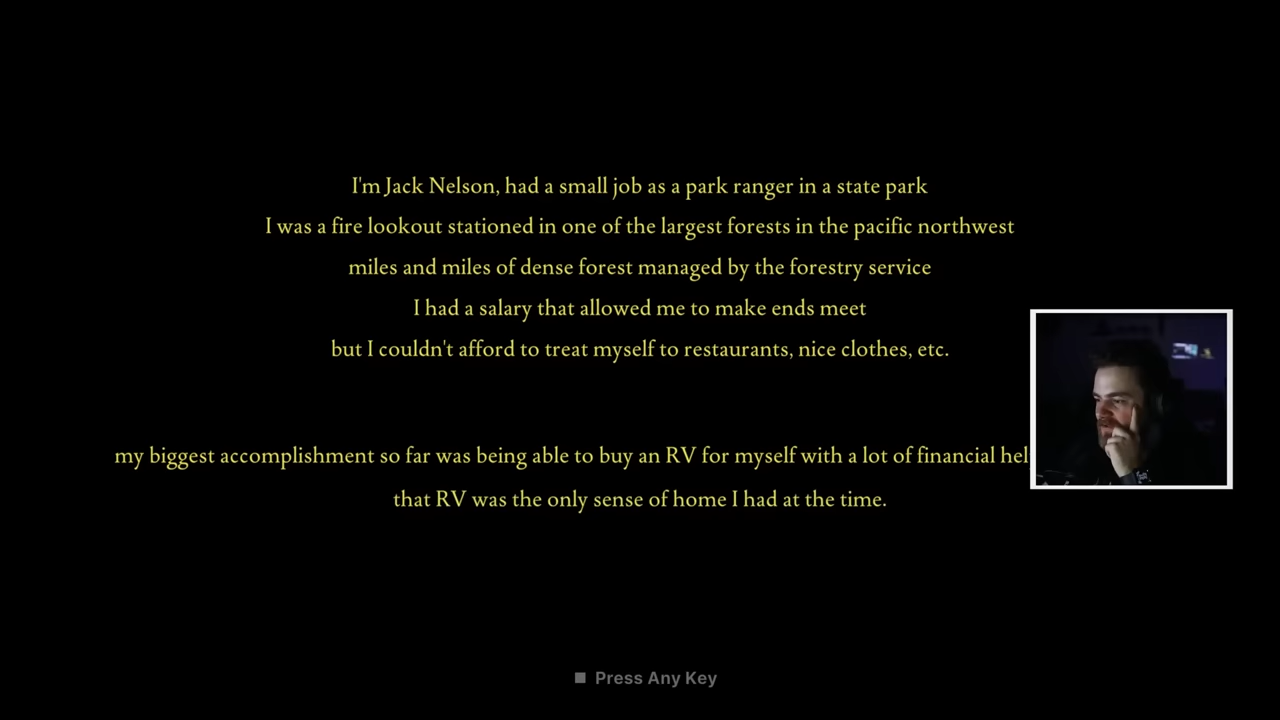 I'm Jack Nelson, had a small job as a park ranger in a state park
I was a fire lookout stationed in one of the largest forests in the pacific northwest
miles and miles of dense forest managed by the forestry service
I had a salary that allowed me to make ends meet
but I couldn't afford to treat myself to restaurants, nice clothes, etc.
my biggest accomplishment so far was being able to buy an RV for myself with a lot of financial
that RV was the only sense of home I had at the time.
Press Any Key